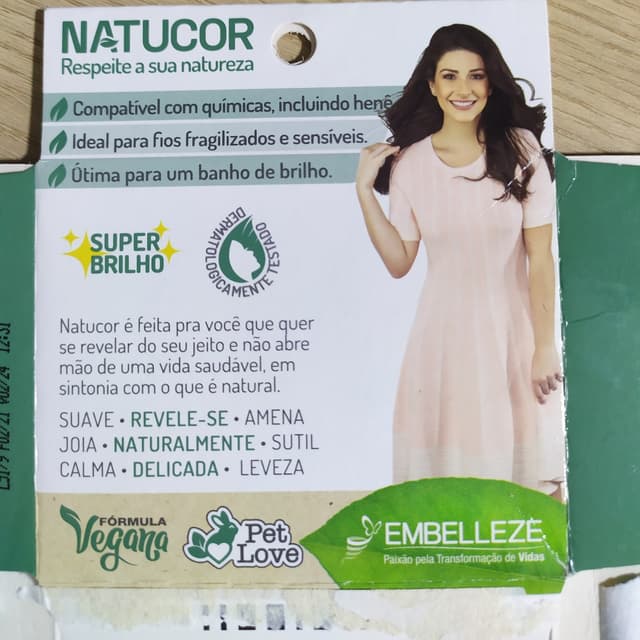 NATUCOR
Respeite a sua natureza
Compatível com químicas, incluindo henê
Ideal para fios fragilizados e sensíveis.
Ótima para um banho de brilho.
SUPER
BRILHO
DERMATOLOGICAMENTE TESTADO
Natucor é feita pra você que quer
se revelar do seu jeito e não abre
mão de uma vida saudável, em
sintonia com o que é natural.
SUAVE • REVELE-SE • AMENA
JOIA • NATURALMENTE • SUTIL
CALMA • DELICADA • LEVEZA
FÓRMULA
Vegana
Pet
Love
EMBELLEZE
Paixão pela Transformação de Vidas